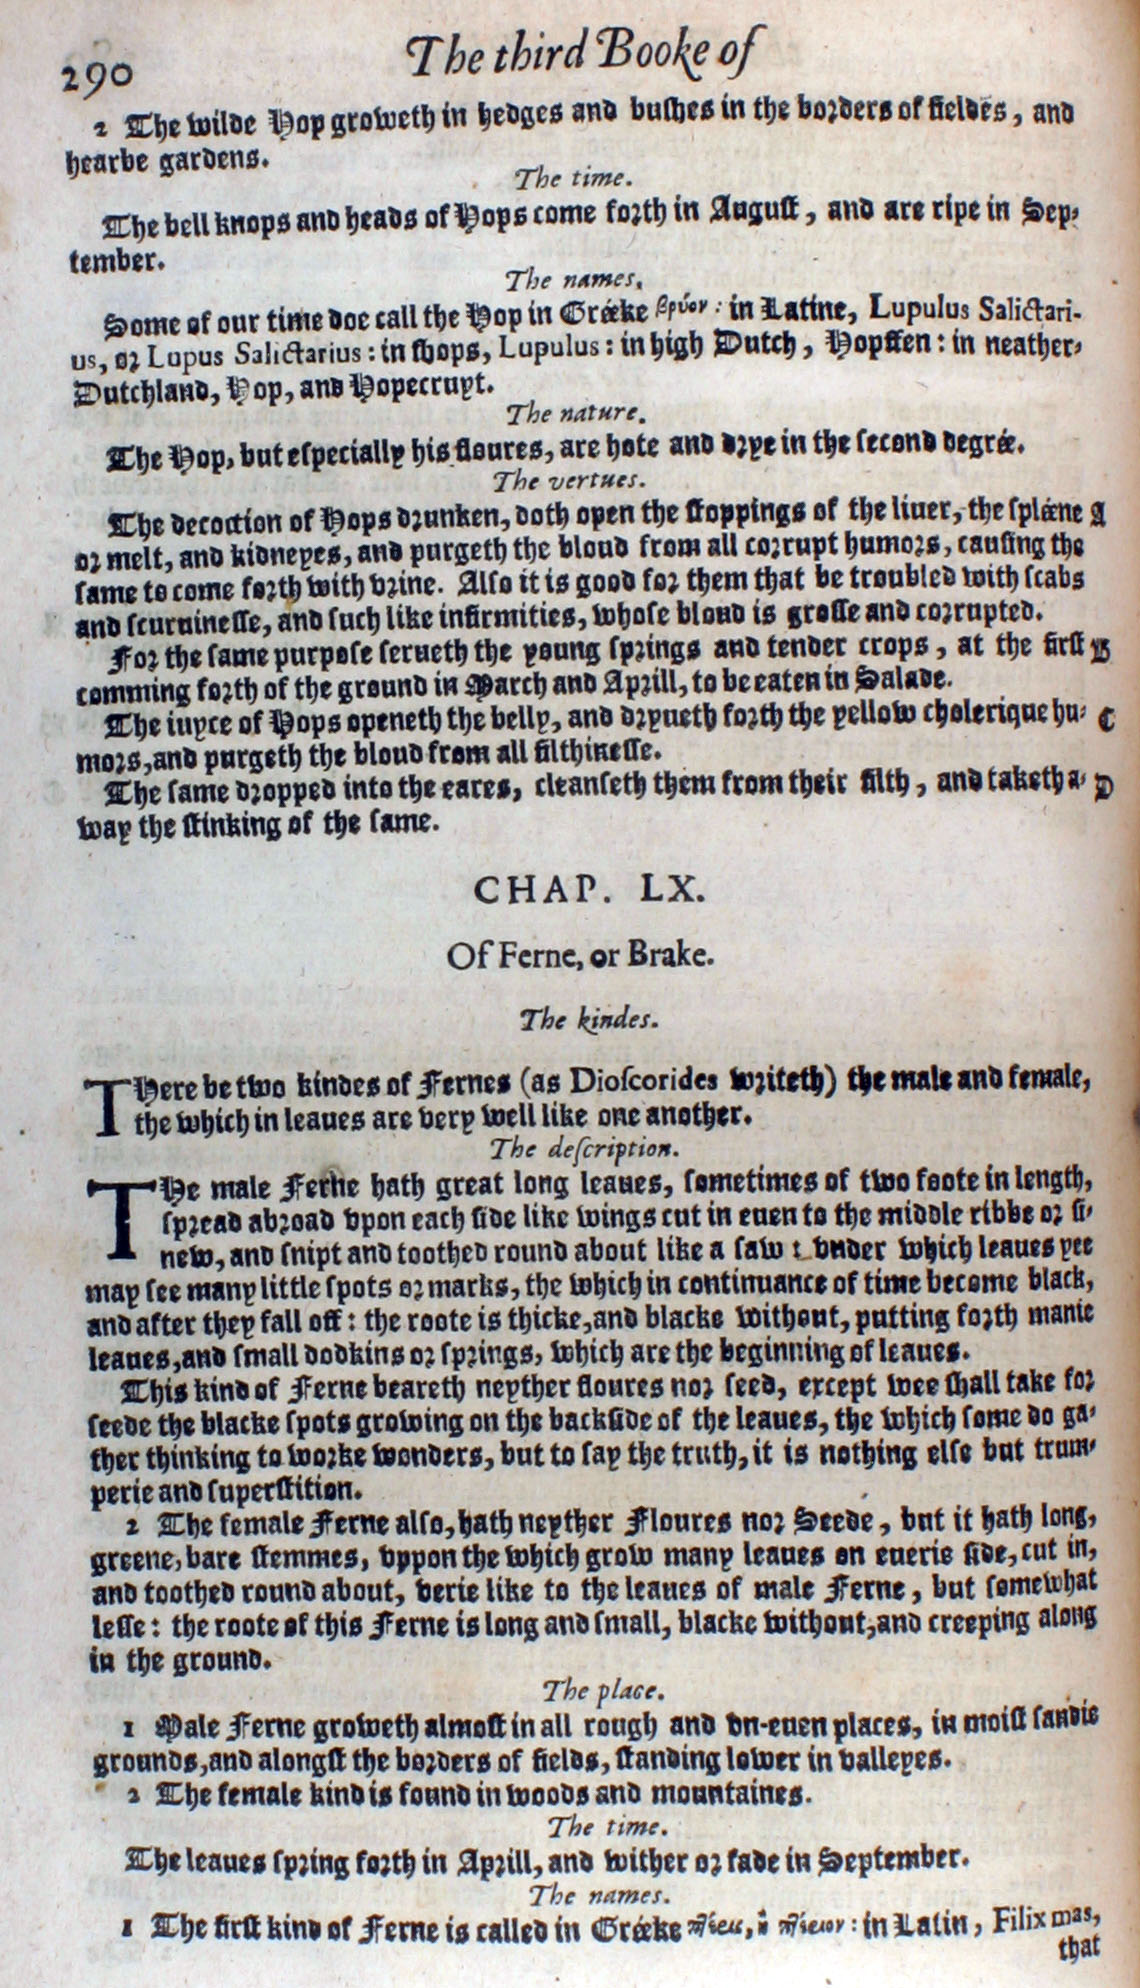 290
The third Booke of
2 The wilde Hop groweth in hedges and bushes in the borders of fieldes, and
hearbe gardens.
The time.
The bell knops and heads of Hops come forth in August, and are ripe in Sep-
tember.
The names.
Some of our time doe call the Hop in Gréeke βρύον: in Latine, Lupulus Salictari-
us, or Lupus Salictarius: in shops, Lupulus: in high Dutch, Hopffen: in neather-
Dutchland, Hop, and Hopecruyt.
The nature.
The Hop, but especially his floures, are hote and drye in the second degrée.
The vertues.
The decoction of Hops drunken, doth open the stoppings of the liuer, the spléene A
or melt, and kidneyes, and purgeth the bloud from all corrupt humors, causing the
same to come forth with vrine. Also it is good for them that be troubled with scabs
and scuruinesse, and such like infirmities, whose bloud is grosse and corrupted.
For the same purpose serueth the young springs and tender crops, at the first B
comming forth of the ground in March and Aprill, to be eaten in Salade.
The iuyce of Hops openeth the belly, and dryueth forth the yellow cholerique hu- C
mors, and purgeth the bloud from all filthinesse.
The same dropped into the eares, cleanseth them from their filth, and taketh a- D
way the stinking of the same.
CHAP. LX.
Of Ferne, or Brake.
The kindes.
THere be two kindes of Fernes (as Dioscorides writeth) the male and female,
the which in leaues are very well like one another.
The description.
THe male Ferne hath great long leaues, sometimes of two foote in length,
spread abroad vpon each side like wings cut in euen to the middle ribbe or si-
new, and snipt and toothed round about like a saw: vnder which leaues yee
may see many little spots or marks, the which in continuance of time become black,
and after they fall off: the roote is thicke, and blacke without, putting forth manie
leaues, and small dodkins or springs, which are the beginning of leaues.
This kind of Ferne beareth neyther floures nor seed, except wee shall take for
seede the blacke spots growing on the backside of the leaues, the which some do ga-
ther thinking to worke wonders, but to say the truth, it is nothing else but trum-
perie and superstition.
2 The female Ferne also, hath neyther Floures nor Seede, but it hath long,
greene, bare stemmes, vppon the which grow many leaues on euerie side, cut in,
and toothed round about, verie like to the leaues of male Ferne, but somewhat
lesse: the roote of this Ferne is long and small, blacke without, and creeping along
in the ground.
The place.
1 Male Ferne groweth almost in all rough and vn-euen places, in moist sandie
grounds, and alongst the borders of fields, standing lower in valleyes.
2 The female kind is found in woods and mountaines.
The time.
The leaues spring forth in Aprill, and wither or fade in September.
The names.
1 The first kind of Ferne is called in Gréeke : in Latin, Filix mas,
that